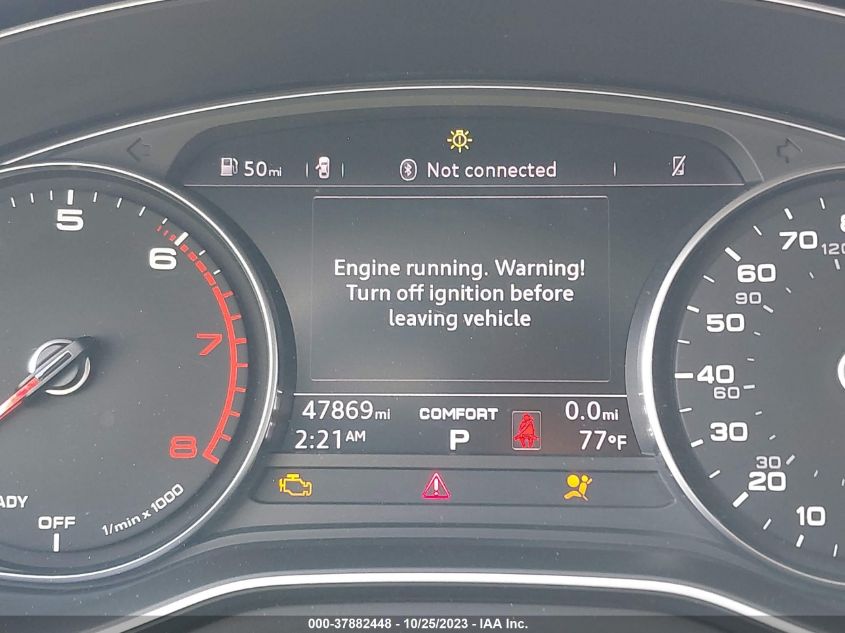 50mi
Not connected
5
6
7
8
1/min x 1000
ADY
OFF
Engine running. Warning!
Turn off ignition before
leaving vehicle
47869mi
COMFORT
0.0mi
2:21AM
P
77°F
8
70
120
60
90
50
40
60
30
30
20
10
000-37882448 - 10/25/2023 - IAA Inc.